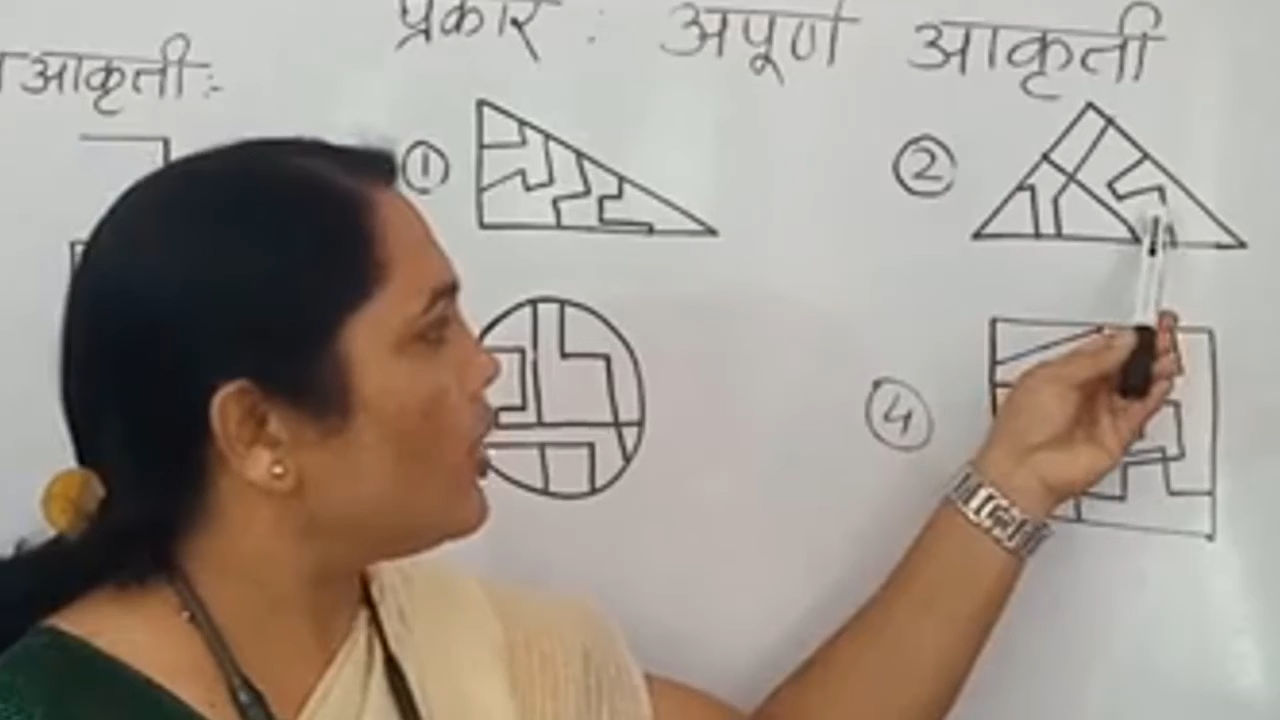 प्रकार : अपूर्ण आकृती
आकृती :-
①
②
④